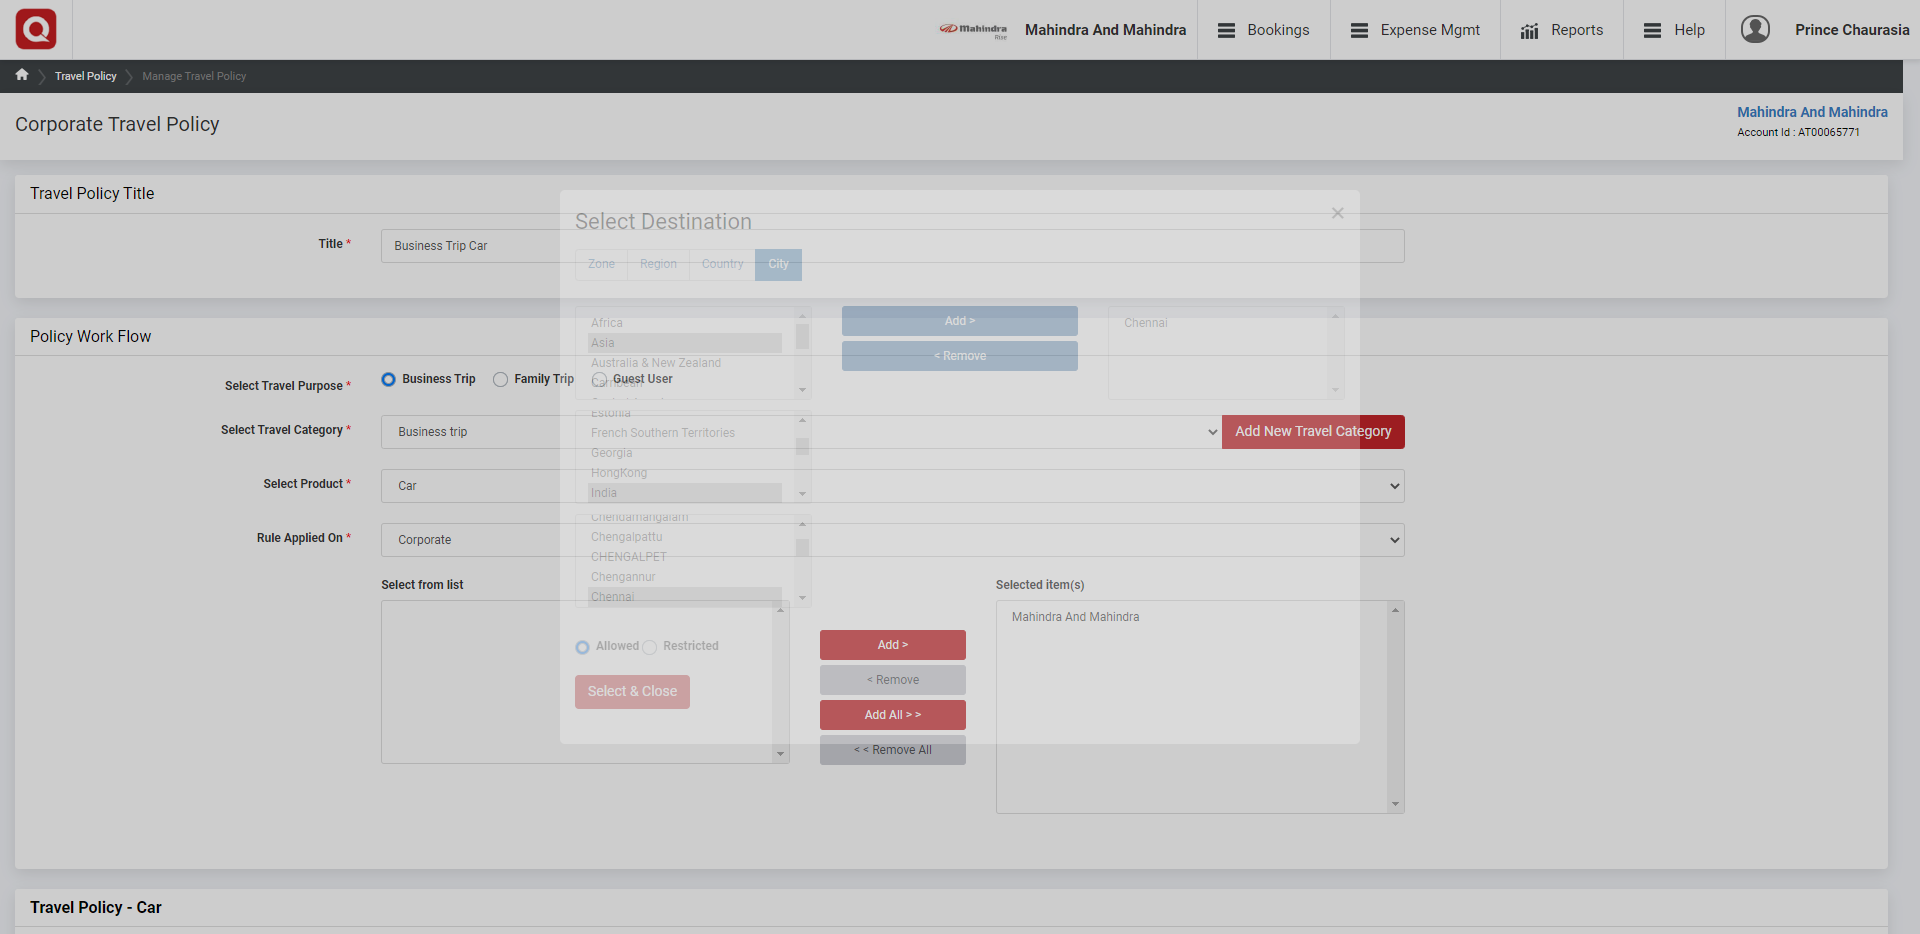 Mahindra Rise
Mahindra And Mahindra
Bookings
Expense Mgmt
Reports
Help
Prince Chaurasia
Travel Policy
Manage Travel Policy
Corporate Travel Policy
Mahindra And Mahindra
Account Id : AT00065771
Travel Policy Title
Title *
Business Trip Car
Select Destination
×
Zone
Region
Country
City
Africa
Asia
Australia & New Zealand
Carribean
Add >
< Remove
Chennai
Policy Work Flow
Select Travel Purpose *
Business Trip
Family Trip
Guest User
Select Travel Category *
Business trip
Add New Travel Category
Estonia
French Southern Territories
Georgia
HongKong
India
Select Product *
Car
Rule Applied On *
Corporate
Chendamangalam
Chengalpattu
CHENGALPET
Chengannur
Chennai
Select from list
Selected item(s)
Mahindra And Mahindra
Allowed
Restricted
Select & Close
Add >
< Remove
Add All > >
< < Remove All
Travel Policy - Car